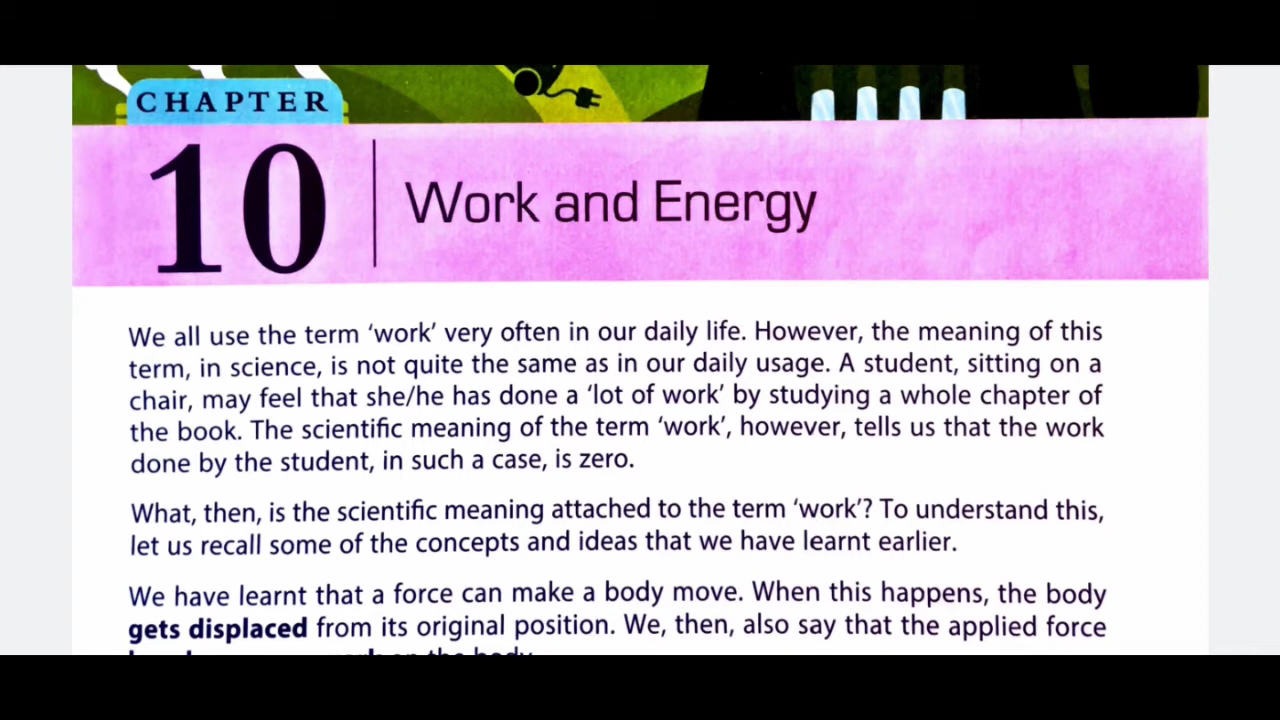 CHAPTER
10
Work and Energy
We all use the term ‘work’ very often in our daily life. However, the meaning of this
term, in science, is not quite the same as in our daily usage. A student, sitting on a
chair, may feel that she/he has done a ‘lot of work’ by studying a whole chapter of
the book. The scientific meaning of the term ‘work’, however, tells us that the work
done by the student, in such a case, is zero.
What, then, is the scientific meaning attached to the term ‘work’? To understand this,
let us recall some of the concepts and ideas that we have learnt earlier.
We have learnt that a force can make a body move. When this happens, the body
gets displaced from its original position. We, then, also say that the applied force
on the body.